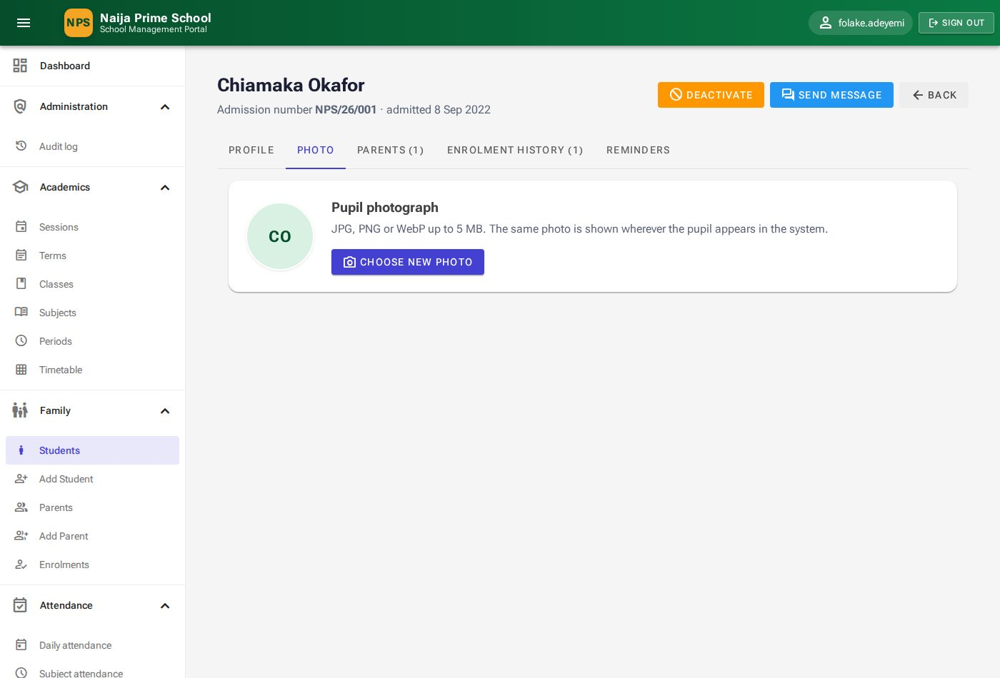 NPS
Naija Prime School
School Management Portal
folake.adeyemi
SIGN OUT
Dashboard
Administration
Audit log
Academics
Sessions
Terms
Classes
Subjects
Periods
Timetable
Family
Students
Add Student
Parents
Add Parent
Enrolments
Attendance
Daily attendance
Subject attendance
Chiamaka Okafor
Admission number NPS/26/001 · admitted 8 Sep 2022
DEACTIVATE
SEND MESSAGE
BACK
PROFILE
PHOTO
PARENTS (1)
ENROLMENT HISTORY (1)
REMINDERS
CO
Pupil photograph
JPG, PNG or WebP up to 5 MB. The same photo is shown wherever the pupil appears in the system.
CHOOSE NEW PHOTO